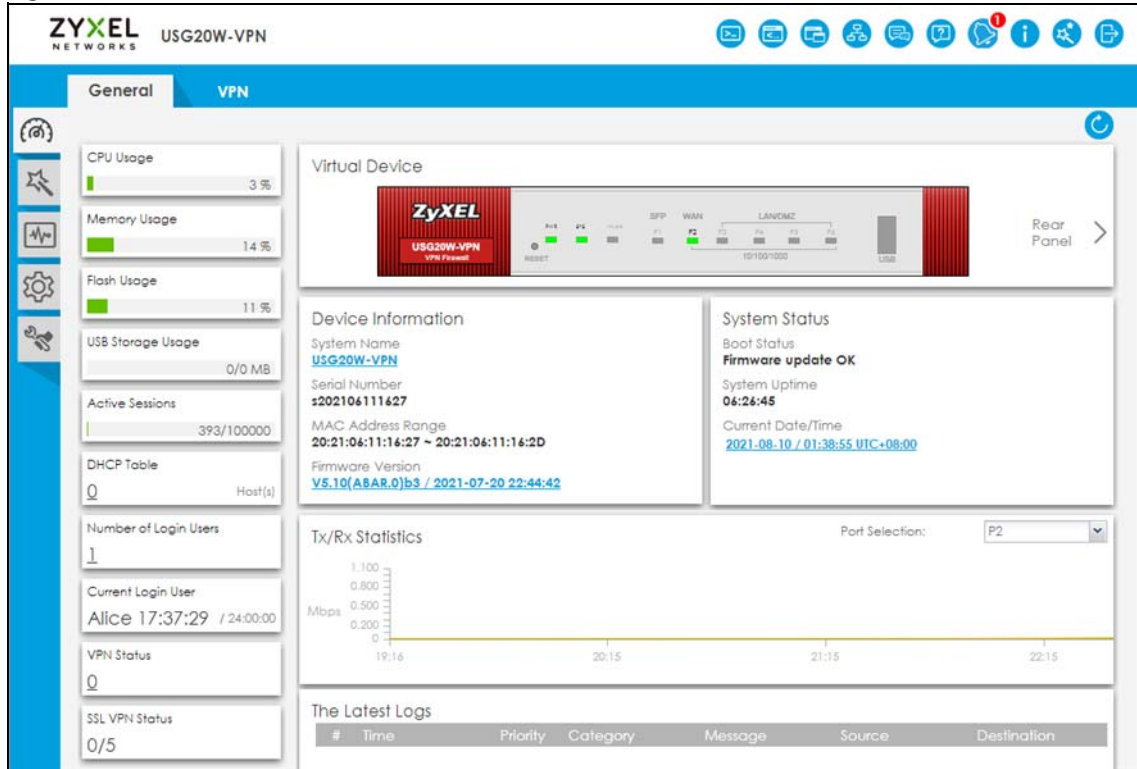 ZYXEL
NETWORKS
USG20W-VPN
1
General
VPN
CPU Usage
3 %
Memory Usage
14 %
Flash Usage
11 %
USB Storage Usage
0/0 MB
Active Sessions
393/100000
DHCP Table
0 Host(s)
Number of Login Users
1
Current Login User
Alice 17:37:29 / 24:00:00
VPN Status
0
SSL VPN Status
0/5
Virtual Device
ZyXEL
USG20W-VPN
VPN Firewall
RESET
PWR SYS
SFP WAN LAN/DMZ
P1 P2 P3 P4 P5 P6
10/100/1000
USB
Rear
Panel
Device Information
System Name
USG20W-VPN
Serial Number
s202106111627
MAC Address Range
20:21:06:11:16:27 ~ 20:21:06:11:16:2D
Firmware Version
V5.10(ABAR.0)b3 / 2021-07-20 22:44:42
System Status
Boot Status
Firmware update OK
System Uptime
06:26:45
Current Date/Time
2021-08-10 / 01:38:55 UTC+08:00
Tx/Rx Statistics
Port Selection: P2
1.100
0.800
Mbps
0.500
0.200
0
19:16 20:15 21:15 22:15
The Latest Logs
# Time Priority Category Message Source Destination